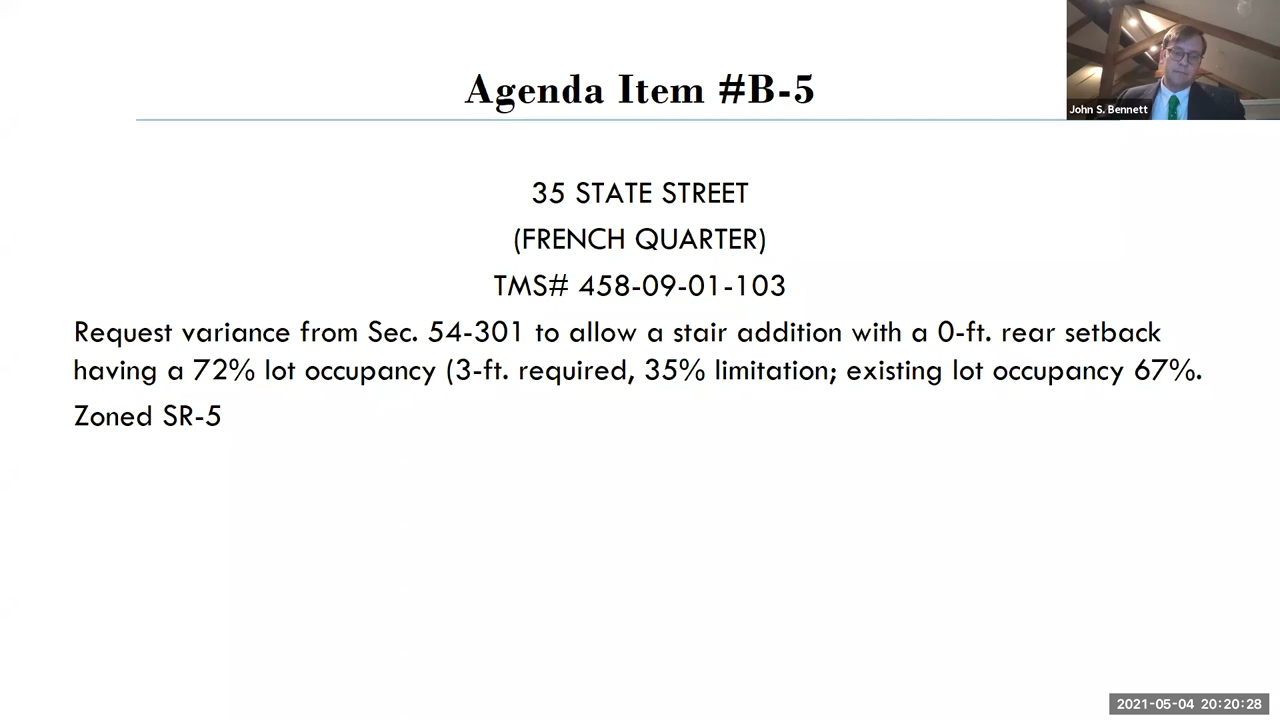 Agenda Item #B-5
John S. Bennett
35 STATE STREET
(FRENCH QUARTER)
TMS# 458-09-01-103
Request variance from Sec. 54-301 to allow a stair addition with a 0-ft. rear setback
having a 72% lot occupancy (3-ft. required, 35% limitation; existing lot occupancy 67%.
Zoned SR-5
2021-05-04 20:20:28